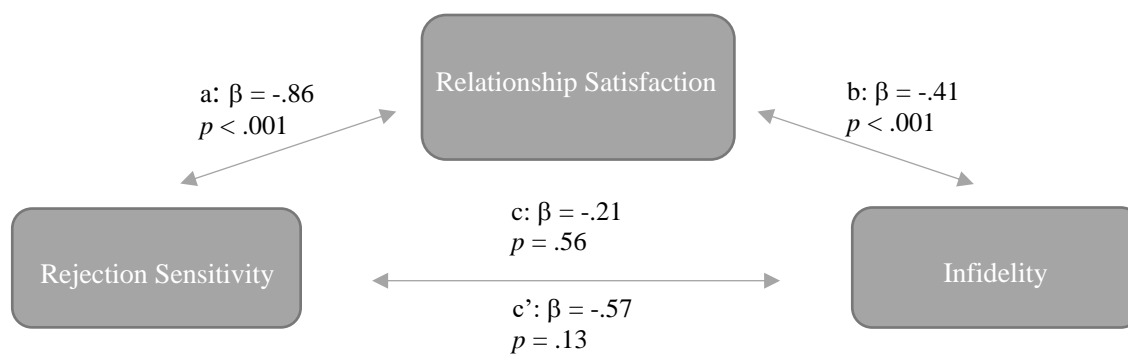 Relationship Satisfaction
a: β = -.86
p < .001
b: β = -.41
p < .001
c: β = -.21
p = .56
Rejection Sensitivity
Infidelity
c’: β = -.57
p = .13